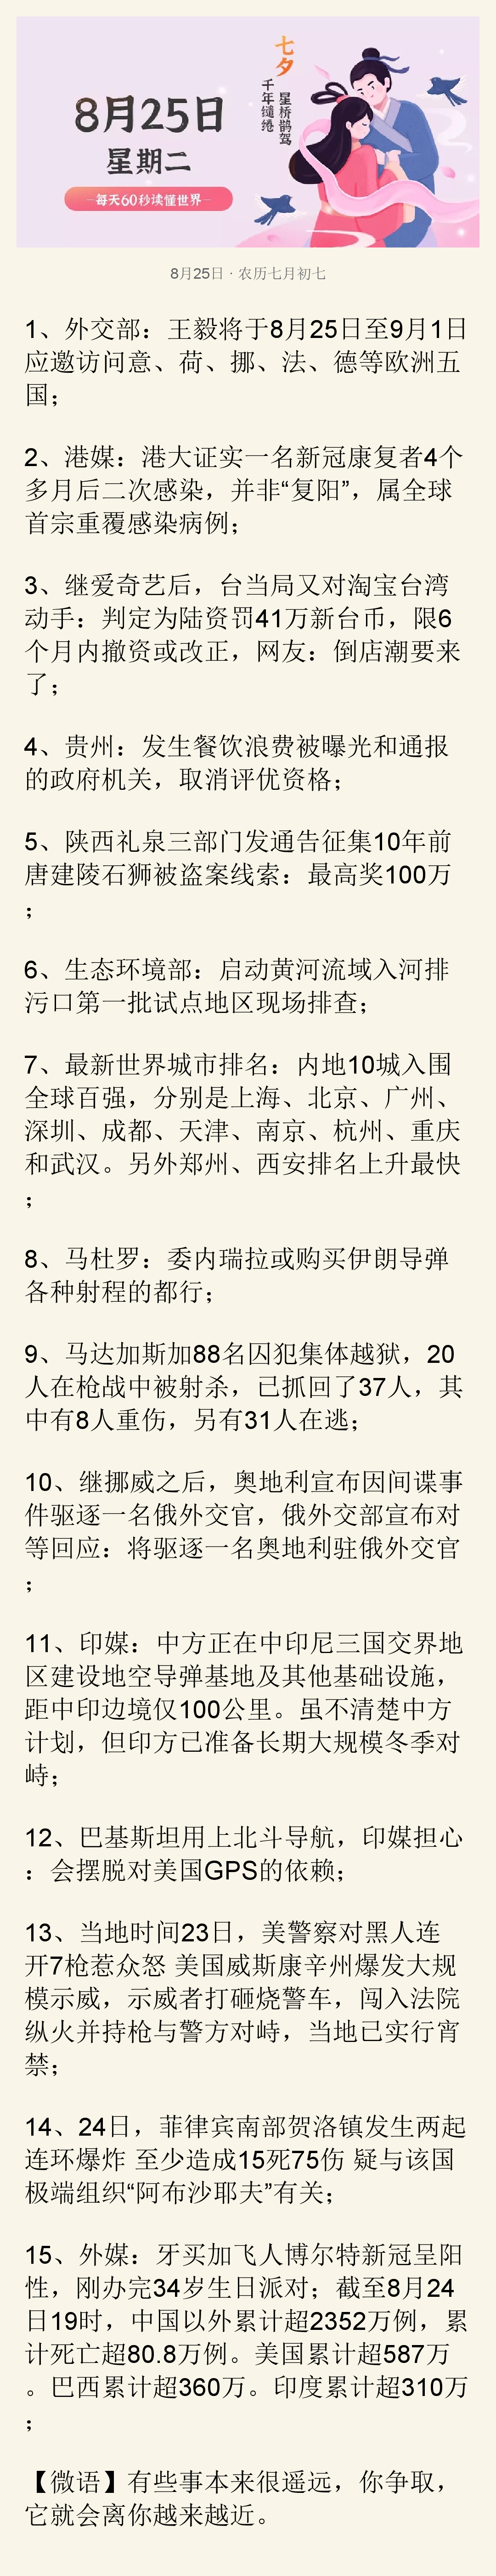 七夕
千年缱绻
星桥鹊驾
8月25日
星期二
每天60秒读懂世界
8月25日 · 农历七月初七
1、外交部：王毅将于8月25日至9月1日
应邀访问意、荷、挪、法、德等欧洲五
国；
2、港媒：港大证实一名新冠康复者4个
多月后二次感染，并非“复阳”，属全球
首宗重覆感染病例；
3、继爱奇艺后，台当局又对淘宝台湾
动手：判定为陆资罚41万新台币，限6
个月内撤资或改正，网友：倒店潮要来
了；
4、贵州：发生餐饮浪费被曝光和通报
的政府机关，取消评优资格；
5、陕西礼泉三部门发通告征集10年前
唐建陵石狮被盗案线索：最高奖100万
；
6、生态环境部：启动黄河流域入河排
污口第一批试点地区现场排查；
7、最新世界城市排名：内地10城入围
全球百强，分别是上海、北京、广州、
深圳、成都、天津、南京、杭州、重庆
和武汉。另外郑州、西安排名上升最快
；
8、马杜罗：委内瑞拉或购买伊朗导弹
各种射程的都行；
9、马达加斯加88名囚犯集体越狱，20
人在枪战中被射杀，已抓回了37人，其
中有8人重伤，另有31人在逃；
10、继挪威之后，奥地利宣布因间谍事
件驱逐一名俄外交官，俄外交部宣布对
等回应：将驱逐一名奥地利驻俄外交官
；
11、印媒：中方正在中印尼三国交界地
区建设地空导弹基地及其他基础设施，
距中印边境仅100公里。虽不清楚中方
计划，但印方已准备长期大规模冬季对
峙；
12、巴基斯坦用上北斗导航，印媒担心
：会摆脱对美国GPS的依赖；
13、当地时间23日，美警察对黑人连
开7枪惹众怒 美国威斯康辛州爆发大规
模示威，示威者打砸烧警车，闯入法院
纵火并持枪与警方对峙，当地已实行宵
禁；
14、24日，菲律宾南部贺洛镇发生两起
连环爆炸 至少造成15死75伤 疑与该国
极端组织“阿布沙耶夫”有关；
15、外媒：牙买加飞人博尔特新冠呈阳
性，刚办完34岁生日派对；截至8月24
日19时，中国以外累计超2352万例，累
计死亡超80.8万例。美国累计超587万
。巴西累计超360万。印度累计超310万
；
【微语】有些事本来很遥远，你争取，
它就会离你越来越近。